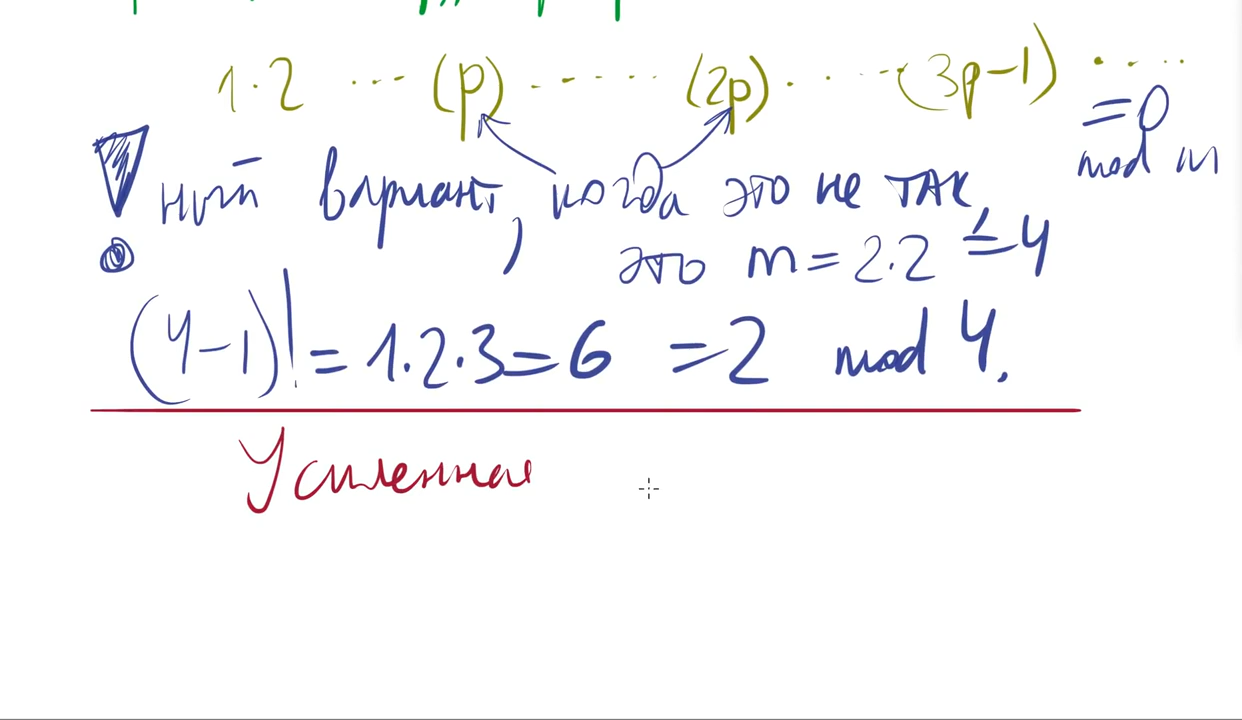 1·2 ··· (p) ······ (2p) · ···· (3p-1) · ····
=0
mod m
ный вариант, когда это не так,
это m = 2·2 = 4
(4-1)! = 1·2·3 = 6 = 2 mod 4.
Усиленная